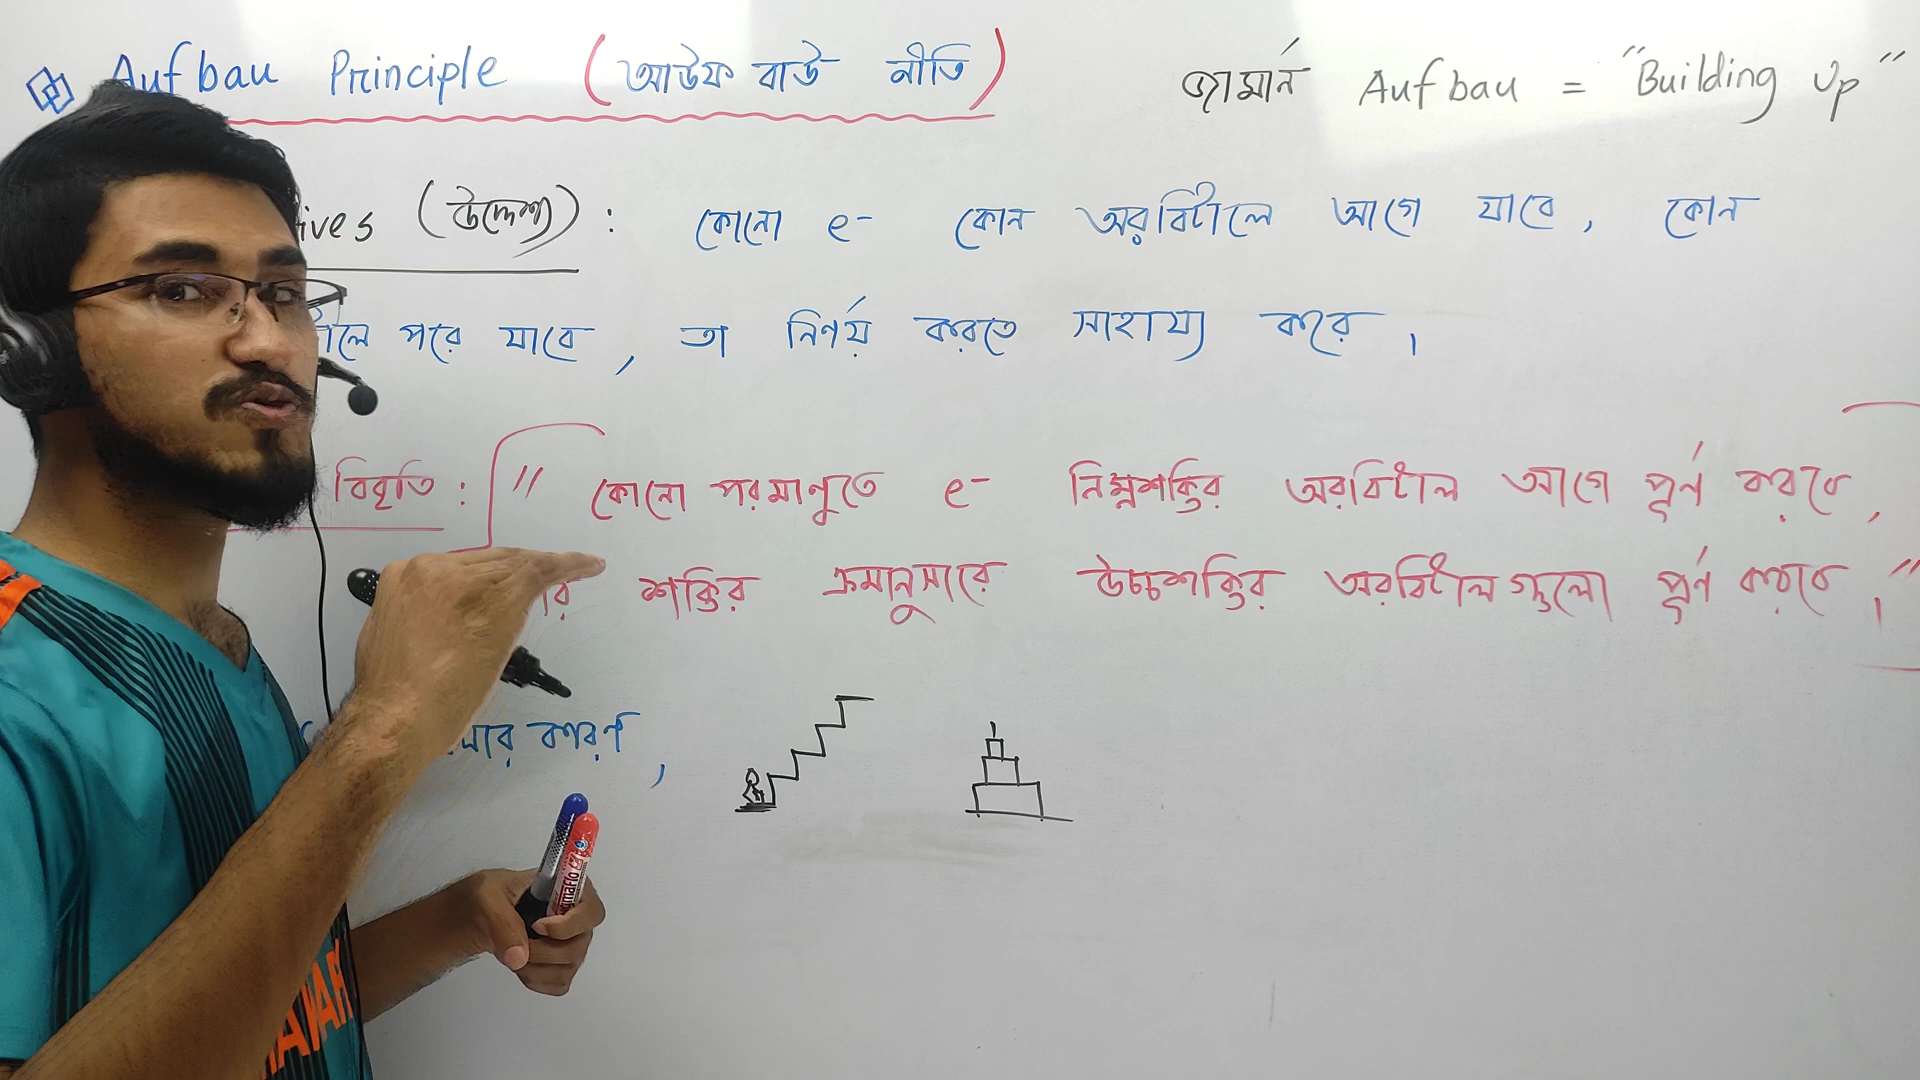 Aufbau Principle (আউফ বাউ নীতি)
জার্মান Aufbau = "Building Up"
ives (উদ্দেশ্য) : কোনো e- কোন অরবিটালে আগে যাবে, কোন
টালে পরে যাবে, তা নির্ণয় করতে সাহায্য করে।
বিবৃতি : " কোনো পরমাণুতে e- নিম্নশক্তির অরবিটাল আগে পূর্ণ করবে,
শক্তির ক্রমানুসারে উচ্চশক্তির অরবিটালগুলো পূর্ণ করবে।"
কারণ,